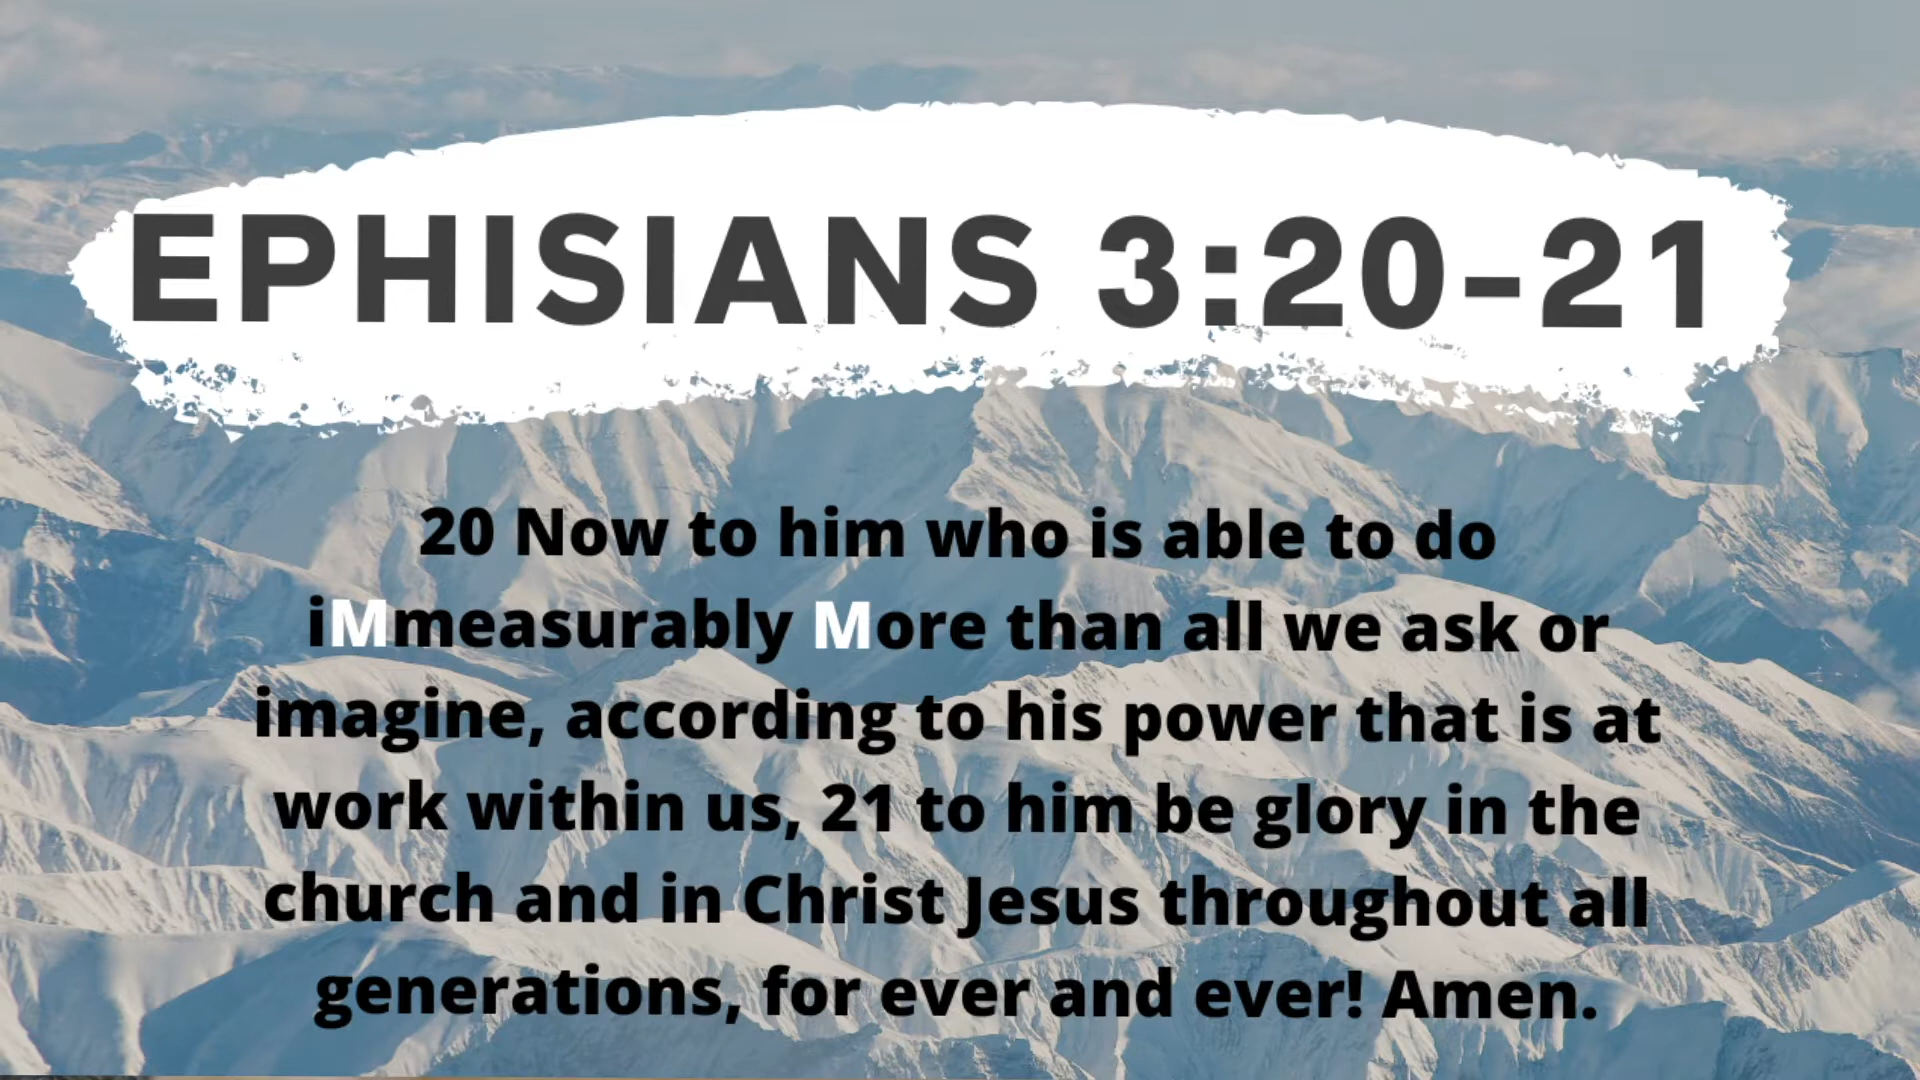 EPHISIANS 3:20-21
20 Now to him who is able to do
iMmeasurably More than all we ask or
imagine, according to his power that is at
work within us, 21 to him be glory in the
church and in Christ Jesus throughout all
generations, for ever and ever! Amen.